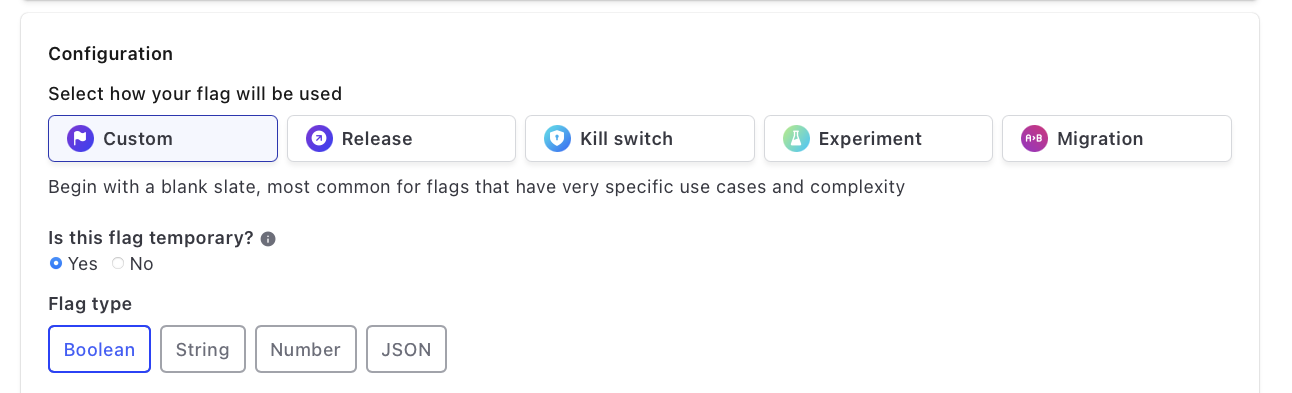 Configuration
Select how your flag will be used
Custom Release Kill switch A›B Experiment Migration
Begin with a blank slate, most common for flags that have very specific use cases and complexity
Is this flag temporary? i
Yes No
Flag type
Boolean String Number JSON